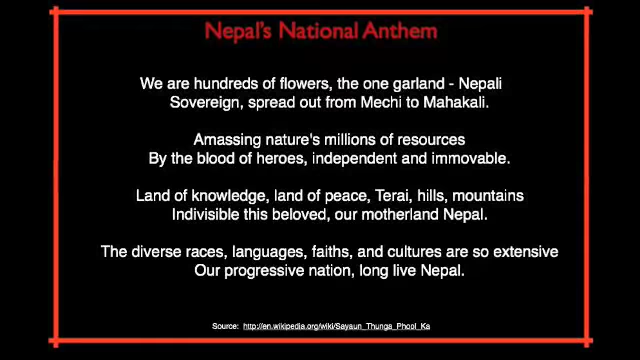 Nepal's National Anthem
We are hundreds of flowers, the one garland - Nepali
Sovereign, spread out from Mechi to Mahakali.
Amassing nature's millions of resources
By the blood of heroes, independent and immovable.
Land of knowledge, land of peace, Terai, hills, mountains
Indivisible this beloved, our motherland Nepal.
The diverse races, languages, faiths, and cultures are so extensive
Our progressive nation, long live Nepal.
Source: http://en.wikipedia.org/wiki/Sayaun_Thunga_Phool_Ka